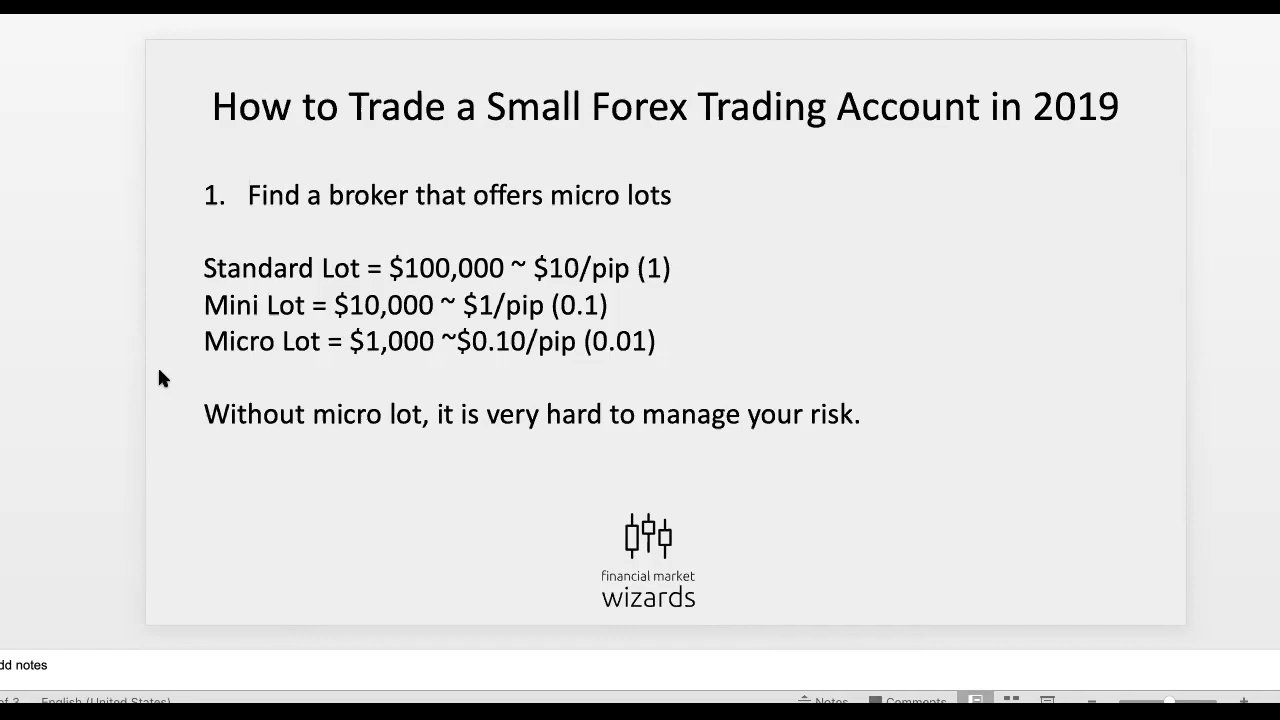 How to Trade a Small Forex Trading Account in 2019
1. Find a broker that offers micro lots
Standard Lot = $100,000 ~ $10/pip (1)
Mini Lot = $10,000 ~ $1/pip (0.1)
Micro Lot = $1,000 ~$0.10/pip (0.01)
Without micro lot, it is very hard to manage your risk.
financial market
wizards
dd notes
of 3 English (United States) Notes Comments